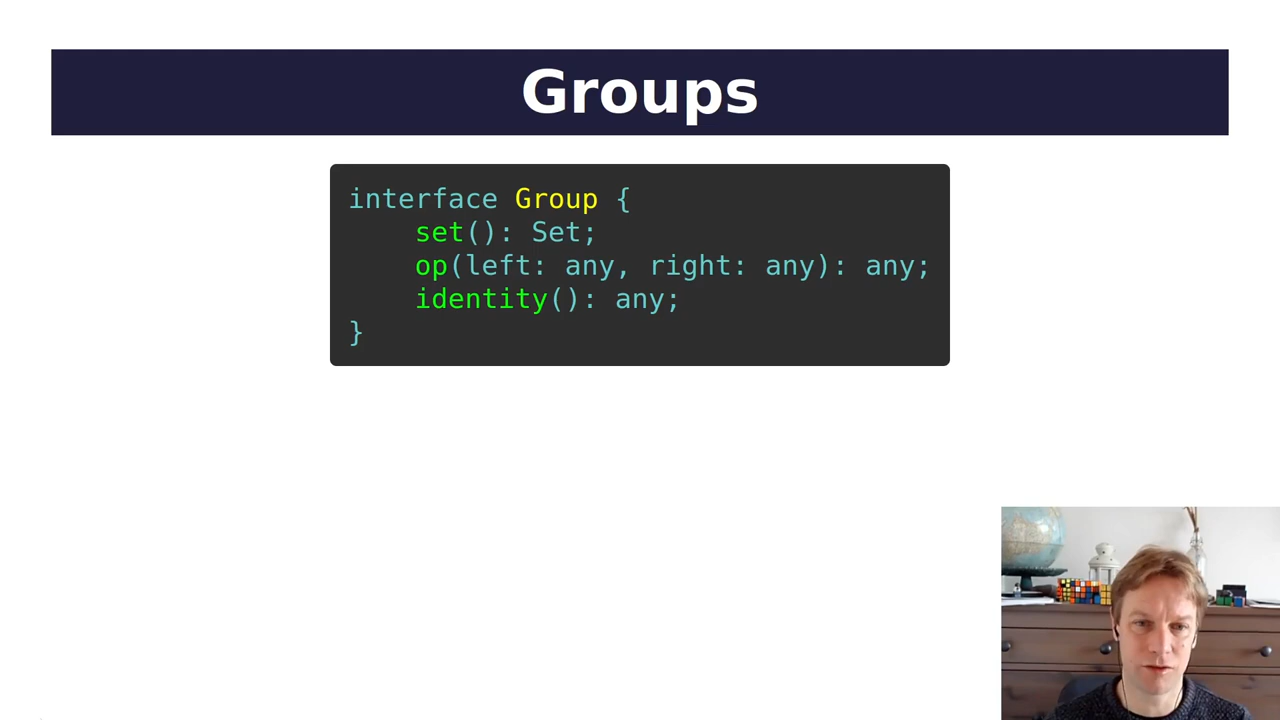 Groups
interface Group {
    set(): Set;
    op(left: any, right: any): any;
    identity(): any;
}